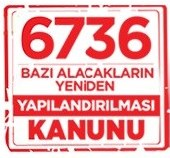 6736
BAZI ALACAKLARIN
YENİDEN
YAPILANDIRILMASI
KANUNU